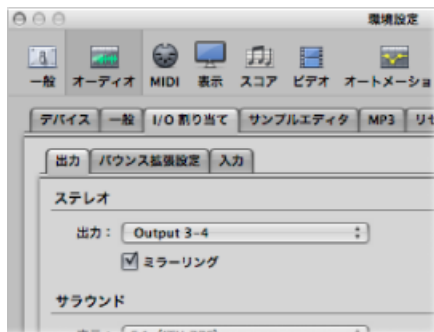 環境設定
一般 オーディオ MIDI 表示 スコア ビデオ オートメーショ
デバイス 一般 I/O 割り当て サンプルエディタ MP3
出力 バウンス拡張設定 入力
ステレオ
出力： Output 3-4
ミラーリング
サラウンド